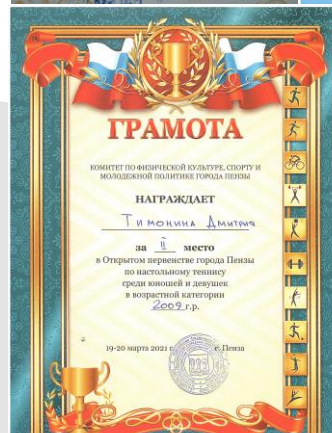 ГРАМОТА
КОМИТЕТ ПО ФИЗИЧЕСКОЙ КУЛЬТУРЕ, СПОРТУ И
МОЛОДЕЖНОЙ ПОЛИТИКЕ ГОРОДА ПЕНЗЫ
НАГРАЖДАЕТ
Тимонина Дмитрия
за II место
в Открытом первенстве города Пензы
по настольному теннису
среди юношей и девушек
в возрастной категории
2009 г.р.
19-20 марта 2021 г. г. Пенза